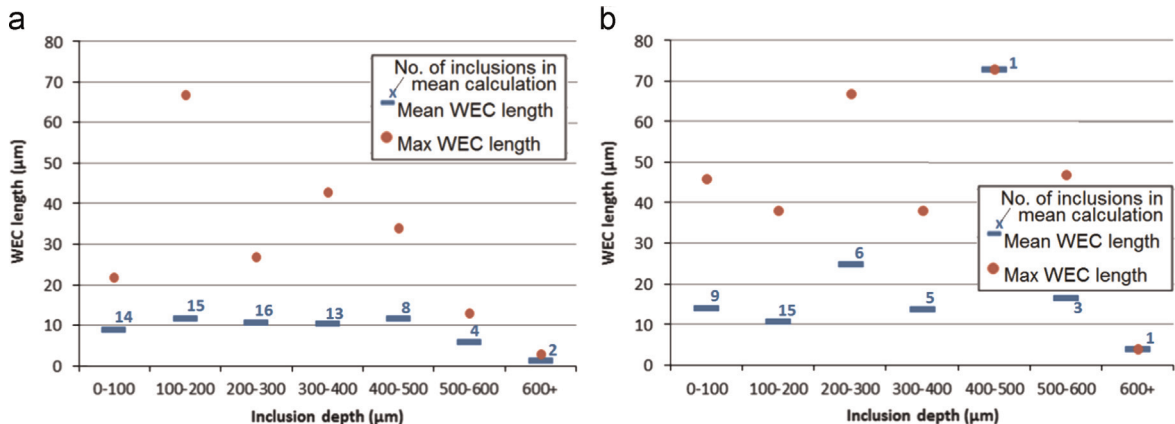 a
80
70
60
50
40
30
20
10
0
WEC length (µm)
No. of inclusions in
x mean calculation
Mean WEC length
Max WEC length
14
15
16
13
8
4
2
0-100 100-200 200-300 300-400 400-500 500-600 600+
Inclusion depth (µm)
b
80
70
60
50
40
30
20
10
0
WEC length (µm)
1
No. of inclusions in
mean calculation
x
Mean WEC length
Max WEC length
9
15
6
5
3
1
0-100 100-200 200-300 300-400 400-500 500-600 600+
Inclusion depth (µm)